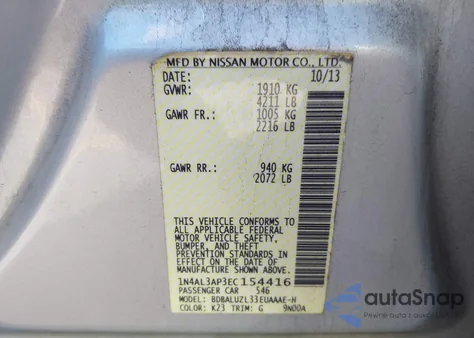 MFD BY NISSAN MOTOR CO., LTD.
DATE: 10/13
GVWR: 1910 KG
4211 LB
GAWR FR.: 1005 KG
2216 LB
GAWR RR.: 940 KG
2072 LB
THIS VEHICLE CONFORMS TO
ALL APPLICABLE FEDERAL
MOTOR VEHICLE SAFETY,
BUMPER, AND THEFT
PREVENTION STANDARDS
IN EFFECT ON THE DATE OF
MANUFACTURE SHOWN ABOVE.
1N4AL3AP3EC154416
PASSENGER CAR 546
MODEL: BDBALUZL33EUAAAE-H
COLOR: K23 TRIM: G 9N00A
autaSnap
Pewne auto z